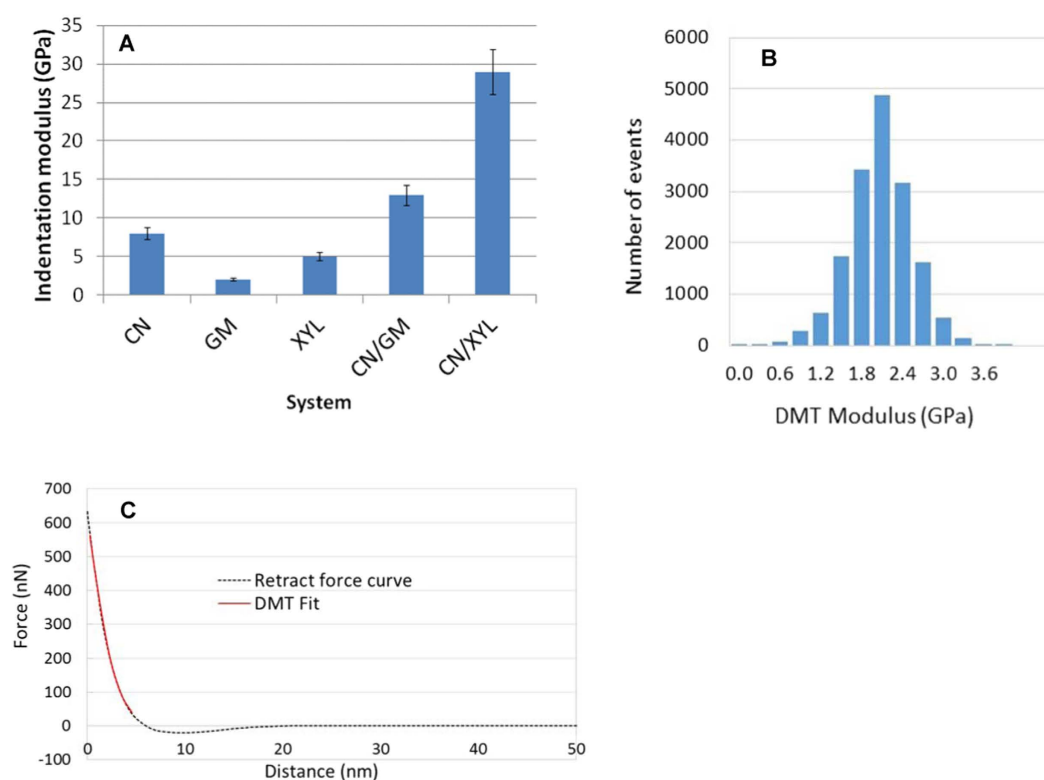 A
Indentation modulus (GPa)
35
30
25
20
15
10
5
0
CN
GM
XYL
CN/GM
CN/XYL
System
B
Number of events
6000
5000
4000
3000
2000
1000
0
0.0 0.6 1.2 1.8 2.4 3.0 3.6
DMT Modulus (GPa)
C
Force (nN)
700
600
500
400
300
200
100
0
-100
Retract force curve
DMT Fit
0 10 20 30 40 50
Distance (nm)